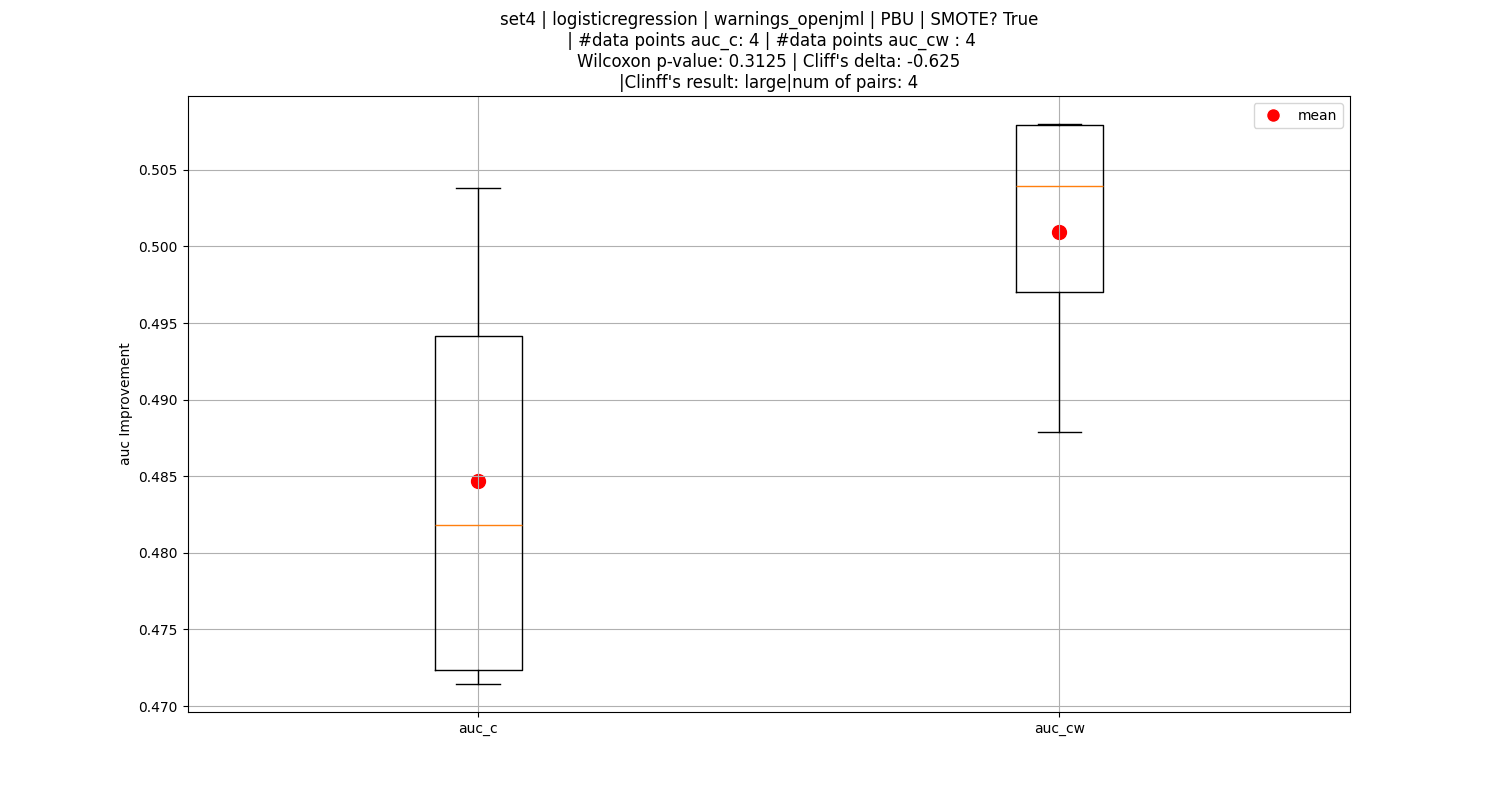 set4 | logisticregression | warnings_openjml | PBU | SMOTE? True
| #data points auc_c: 4 | #data points auc_cw : 4
Wilcoxon p-value: 0.3125 | Cliff's delta: -0.625
|Clinff's result: large|num of pairs: 4
mean
0.505
0.500
0.495
0.490
0.485
0.480
0.475
0.470
auc Improvement
auc_c
auc_cw